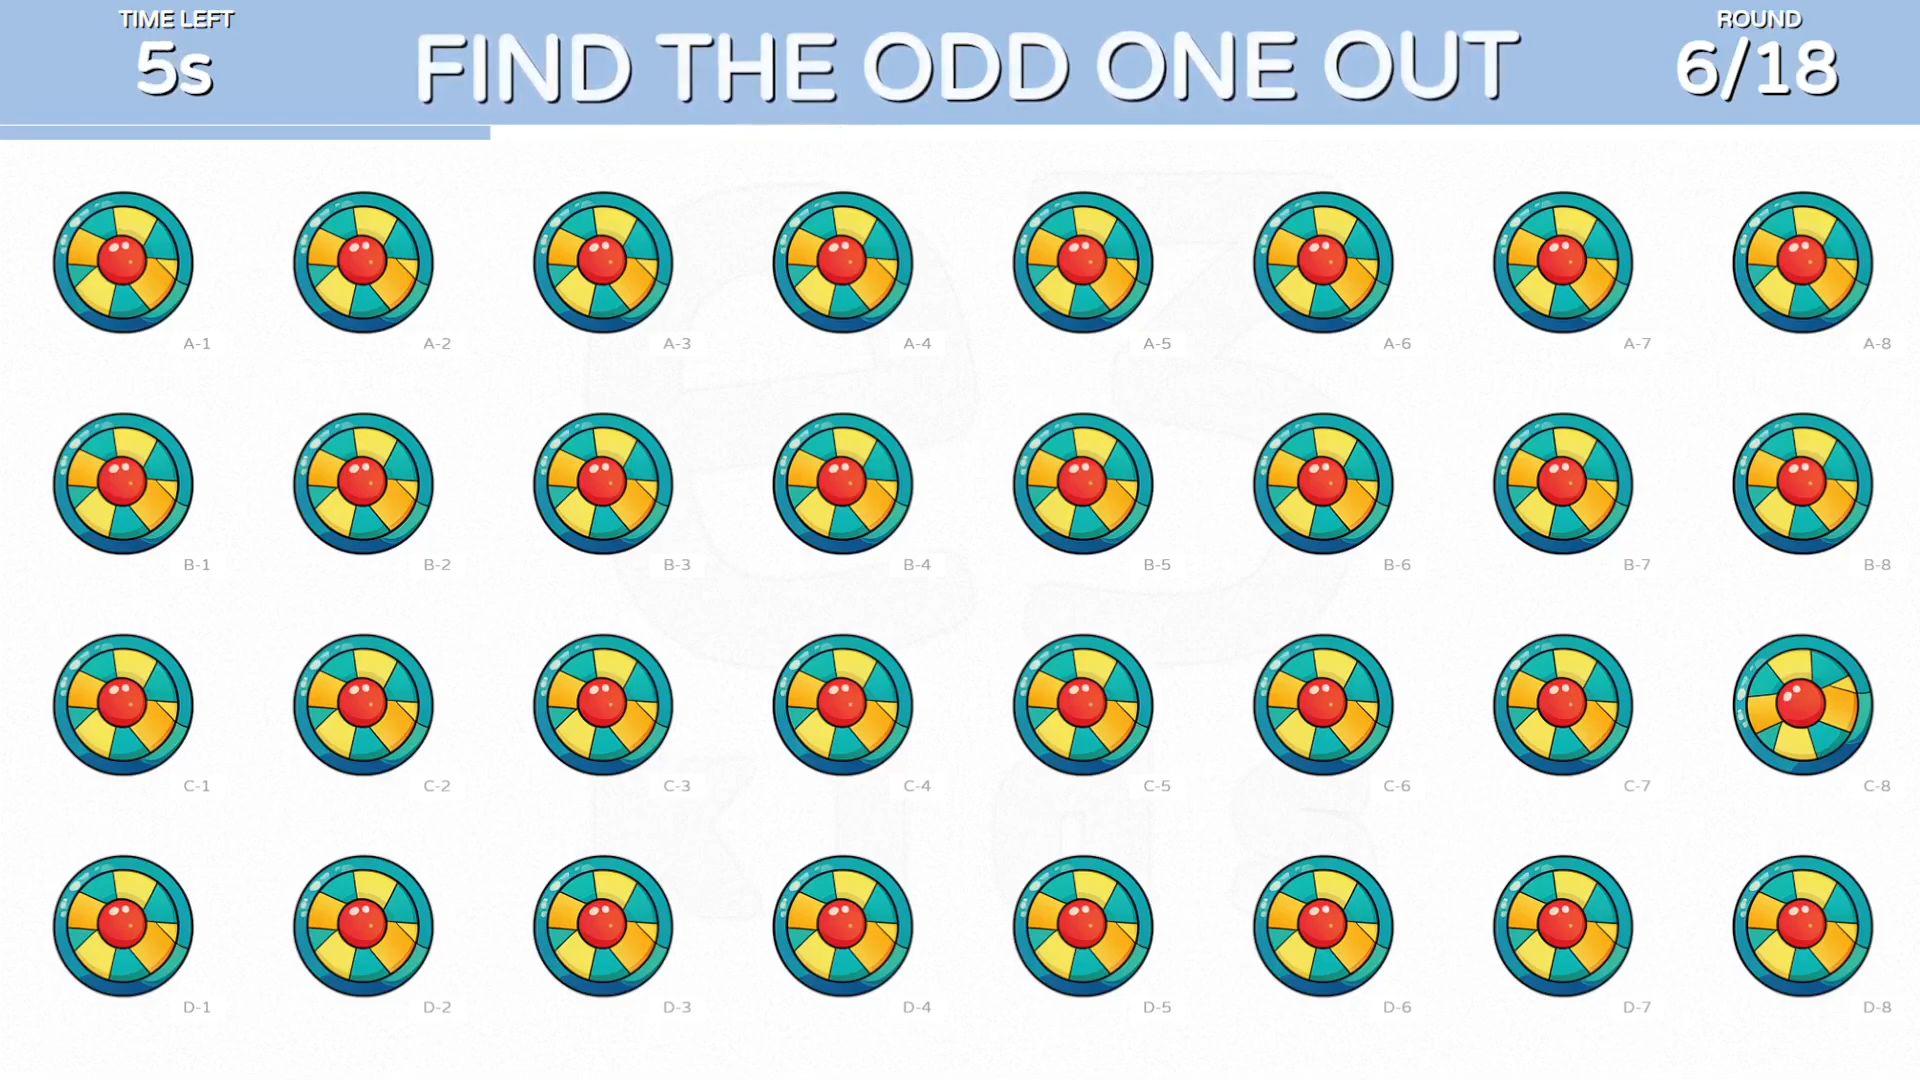 TIME LEFT
5s
FIND THE ODD ONE OUT
ROUND
6/18
A-1 A-2 A-3 A-4 A-5 A-6 A-7 A-8
B-1 B-2 B-3 B-4 B-5 B-6 B-7 B-8
C-1 C-2 C-3 C-4 C-5 C-6 C-7 C-8
D-1 D-2 D-3 D-4 D-5 D-6 D-7 D-8
e3
kids